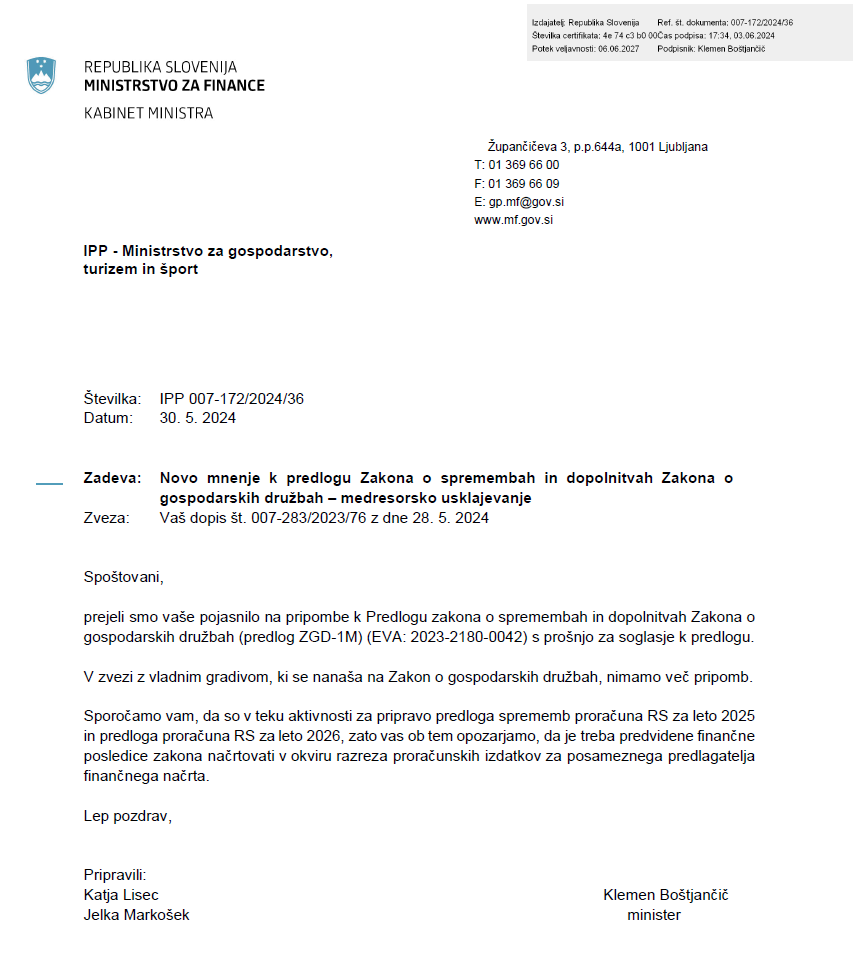 Izdajatelj: Republika Slovenija Ref. št. dokumenta: 007-172/2024/36
Številka certifikata: 4e 74 c3 b0 00Čas podpisa: 17:34, 03.06.2024
Potek veljavnosti: 06.06.2027 Podpisnik: Klemen Boštjančič
REPUBLIKA SLOVENIJA
MINISTRSTVO ZA FINANCE
KABINET MINISTRA
Župančičeva 3, p.p.644a, 1001 Ljubljana
T: 01 369 66 00
F: 01 369 66 09
E: gp.mf@gov.si
www.mf.gov.si
IPP - Ministrstvo za gospodarstvo,
turizem in šport
Številka: IPP 007-172/2024/36
Datum: 30. 5. 2024
Zadeva: Novo mnenje k predlogu Zakona o spremembah in dopolnitvah Zakona o
gospodarskih družbah – medresorsko usklajevanje
Zveza: Vaš dopis št. 007-283/2023/76 z dne 28. 5. 2024
Spoštovani,
prejeli smo vaše pojasnilo na pripombe k Predlogu zakona o spremembah in dopolnitvah Zakona o
gospodarskih družbah (predlog ZGD-1M) (EVA: 2023-2180-0042) s prošnjo za soglasje k predlogu.
V zvezi z vladnim gradivom, ki se nanaša na Zakon o gospodarskih družbah, nimamo več pripomb.
Sporočamo vam, da so v teku aktivnosti za pripravo predloga sprememb proračuna RS za leto 2025
in predloga proračuna RS za leto 2026, zato vas ob tem opozarjamo, da je treba predvidene finančne
posledice zakona načrtovati v okviru razreza proračunskih izdatkov za posameznega predlagatelja
finančnega načrta.
Lep pozdrav,
Pripravili:
Katja Lisec Klemen Boštjančič
Jelka Markošek minister